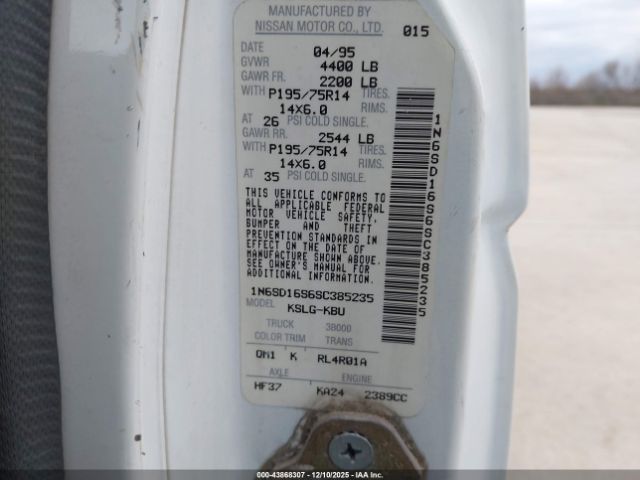 MANUFACTURED BY
NISSAN MOTOR CO., LTD. 015
DATE 04/95
GVWR 4400 LB
GAWR FR. 2200 LB
WITH P195/75R14 TIRES.
14X6.0 RIMS.
AT 26 PSI COLD SINGLE.
GAWR RR. 2544 LB
WITH P195/75R14 TIRES.
14X6.0 RIMS.
AT 35 PSI COLD SINGLE.
THIS VEHICLE CONFORMS TO
ALL APPLICABLE FEDERAL
MOTOR VEHICLE SAFETY,
BUMPER AND THEFT
PREVENTION STANDARDS IN
EFFECT ON THE DATE OF
MANUFACTURE SHOWN ABOVE.
SEE OWNER'S MANUAL FOR
ADDITIONAL INFORMATION.
1N6SD16S6SC385235
MODEL KSLG-KBU
TRUCK 38000
COLOR TRIM TRANS
QM1 K RL4R01A
AXLE ENGINE
HF37 KA24 2389CC
1N6SD16S6SC385235
000-43868307 - 12/10/2025 - IAAI.COM